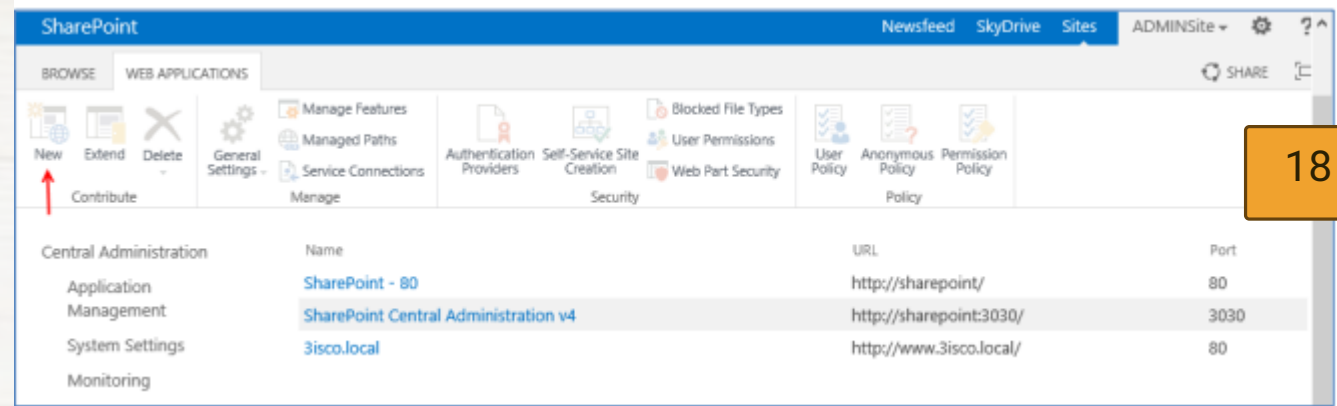 SharePoint Newsfeed SkyDrive Sites ADMINSite ?
BROWSE WEB APPLICATIONS SHARE
New Extend Delete General Settings Manage Features
Managed Paths
Service Connections
Authentication Providers Self-Service Site Creation Blocked File Types
User Permissions
Web Part Security
User Policy Anonymous Policy Permission Policy
Contribute Manage Security Policy
18
Central Administration
Application
Management
System Settings
Monitoring
Name URL Port
SharePoint - 80 http://sharepoint/ 80
SharePoint Central Administration v4 http://sharepoint:3030/ 3030
3isco.local http://www.3isco.local/ 80